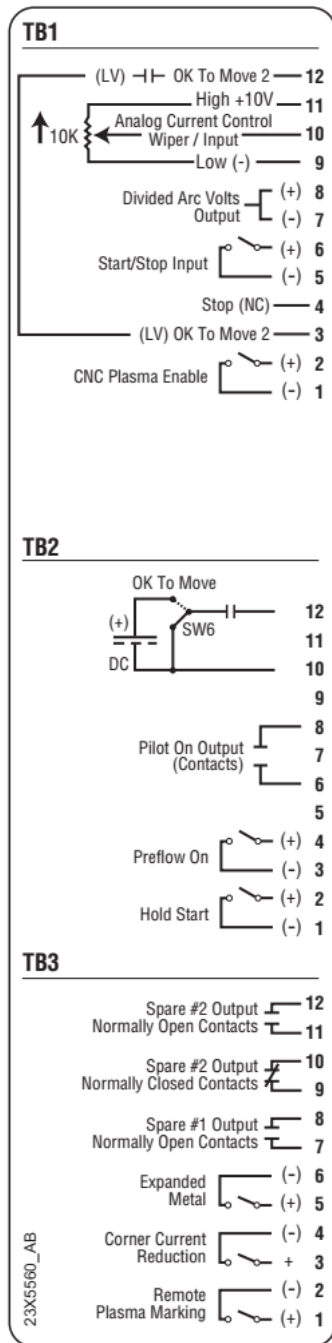 TB1
(LV) OK To Move 2 12
High +10V 11
10K Analog Current Control 10
Wiper / Input
Low (-) 9
Divided Arc Volts (+) 8
Output (-) 7
Start/Stop Input (+) 6
(-) 5
Stop (NC) 4
(LV) OK To Move 2 3
CNC Plasma Enable (+) 2
(-) 1
TB2
OK To Move
(+) SW6 12
11
DC 10
9
8
Pilot On Output 7
(Contacts)
6
5
Preflow On (+) 4
(-) 3
Hold Start (+) 2
(-) 1
TB3
Spare #2 Output 12
Normally Open Contacts 11
Spare #2 Output 10
Normally Closed Contacts 9
Spare #1 Output 8
Normally Open Contacts 7
Expanded (-) 6
Metal (+) 5
Corner Current (-) 4
Reduction + 3
Remote (-) 2
Plasma Marking (+) 1
23X5560_AB